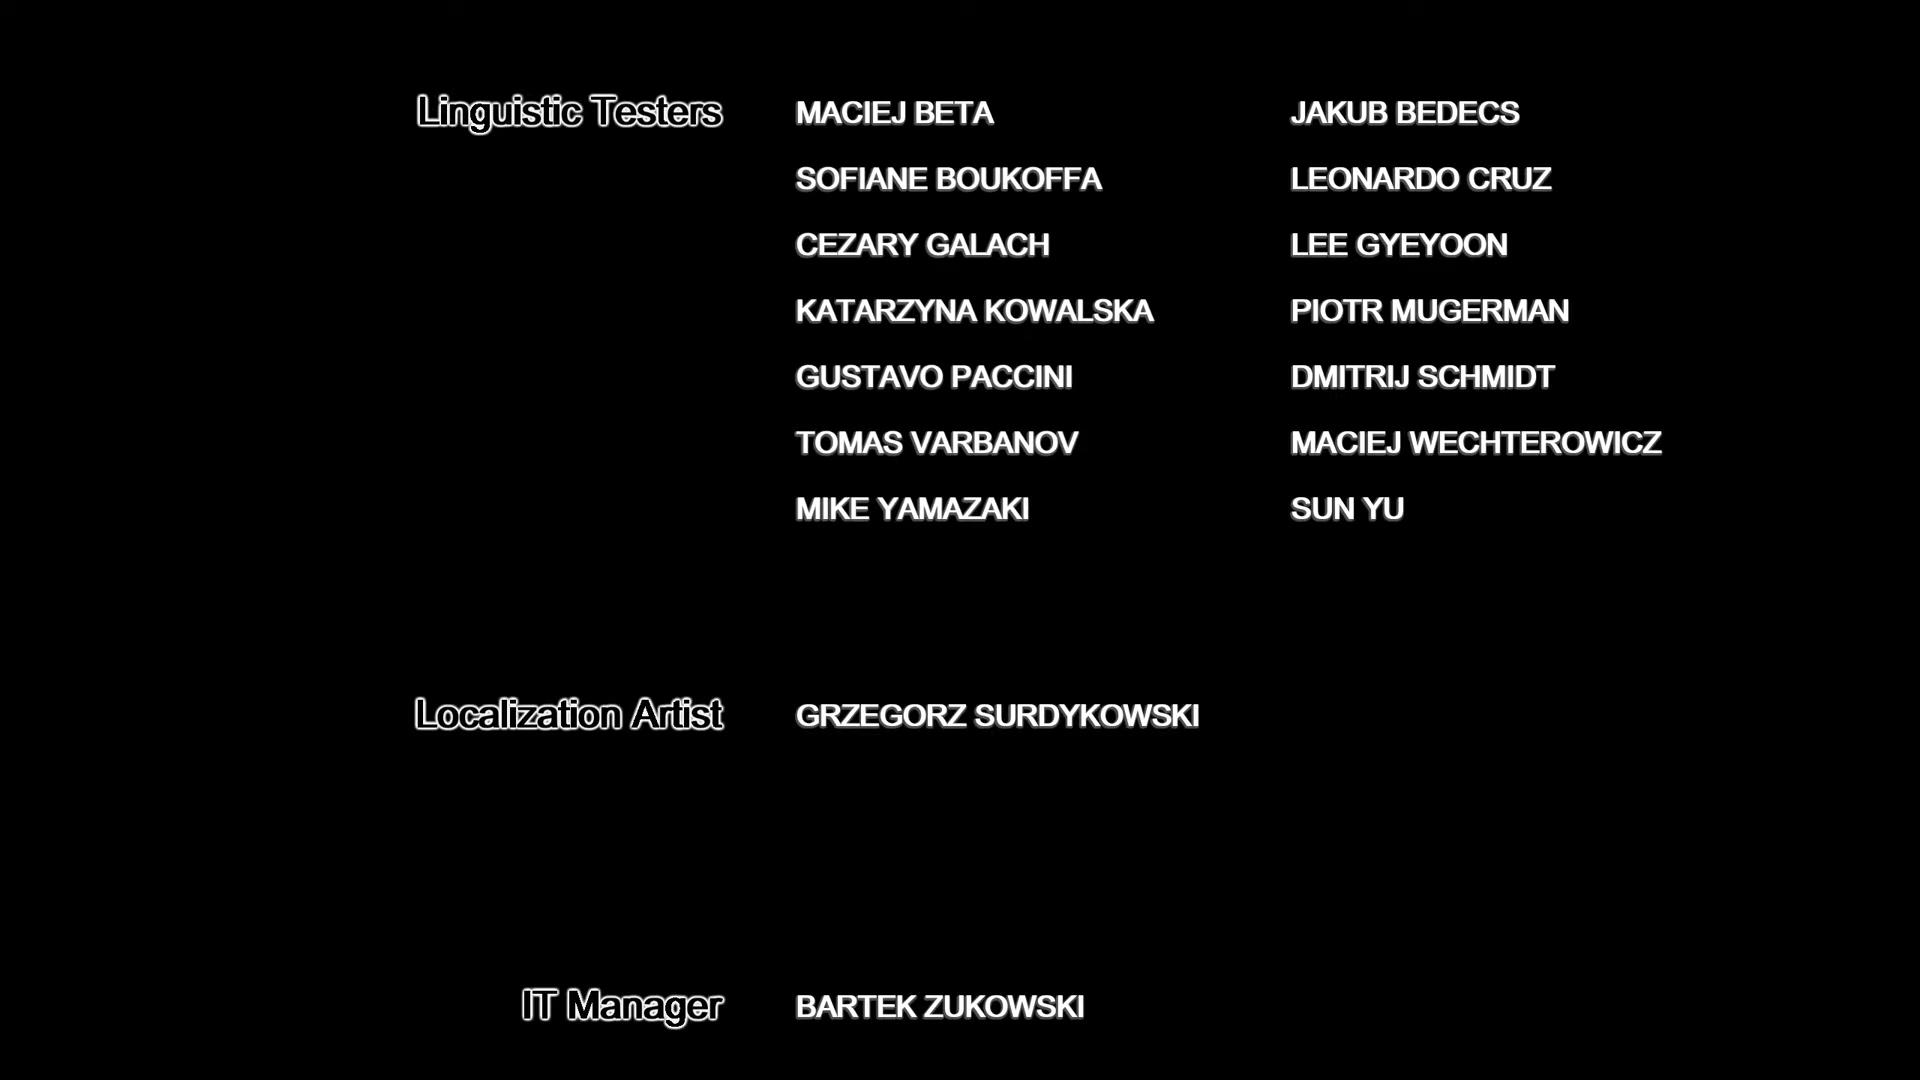 Linguistic Testers MACIEJ BETA JAKUB BEDECS
SOFIANE BOUKOFFA LEONARDO CRUZ
CEZARY GALACH LEE GYEYOON
KATARZYNA KOWALSKA PIOTR MUGERMAN
GUSTAVO PACCINI DMITRIJ SCHMIDT
TOMAS VARBANOV MACIEJ WECHTEROWICZ
MIKE YAMAZAKI SUN YU
Localization Artist GRZEGORZ SURDYKOWSKI
IT Manager BARTEK ZUKOWSKI